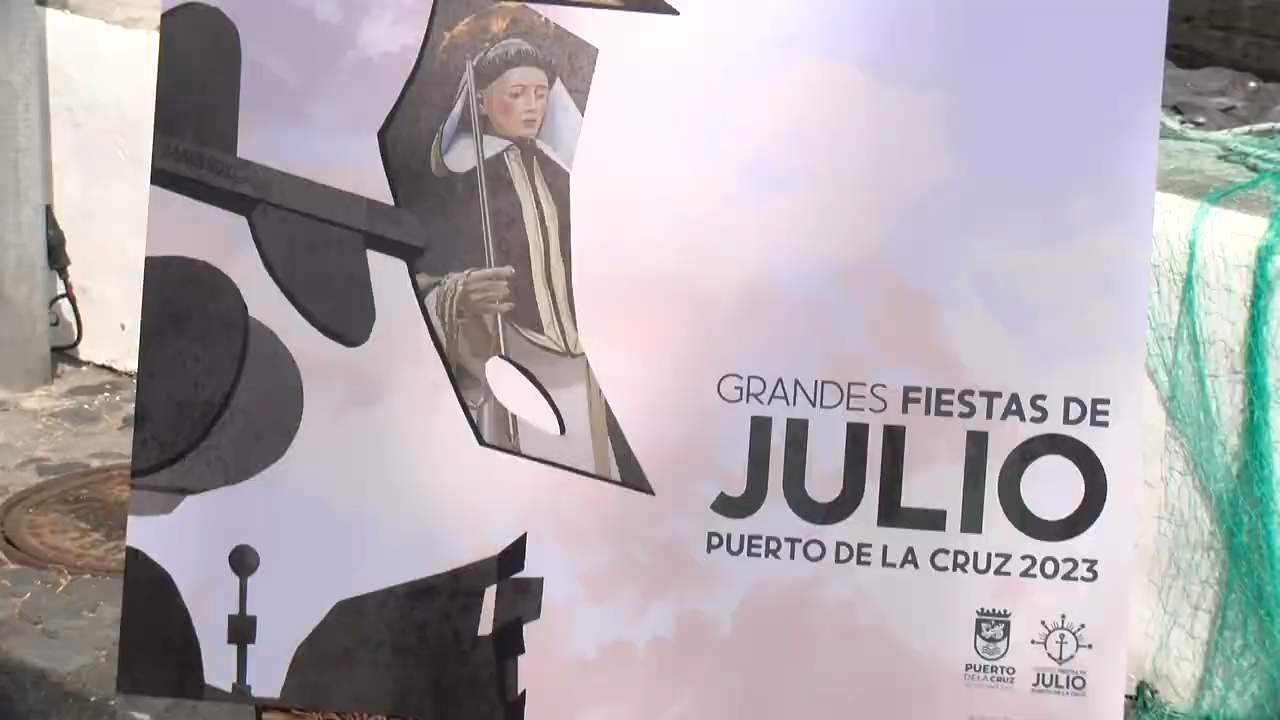 GRANDES FIESTAS DE
JULIO
PUERTO DE LA CRUZ 2023
PUERTO
DE LA CRUZ
JULIO
PUERTO DE LA CRUZ